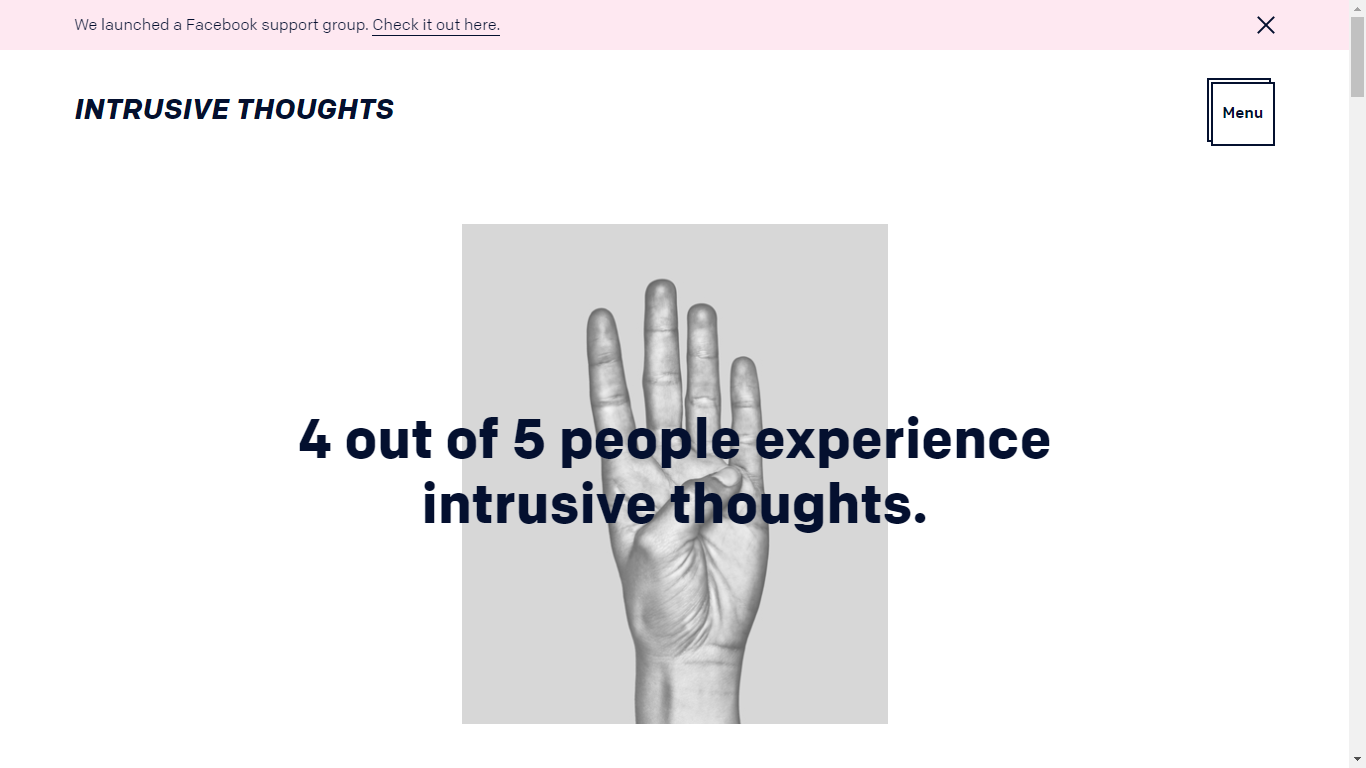 We launched a Facebook support group. Check it out here.
INTRUSIVE THOUGHTS
Menu
4 out of 5 people experience
intrusive thoughts.